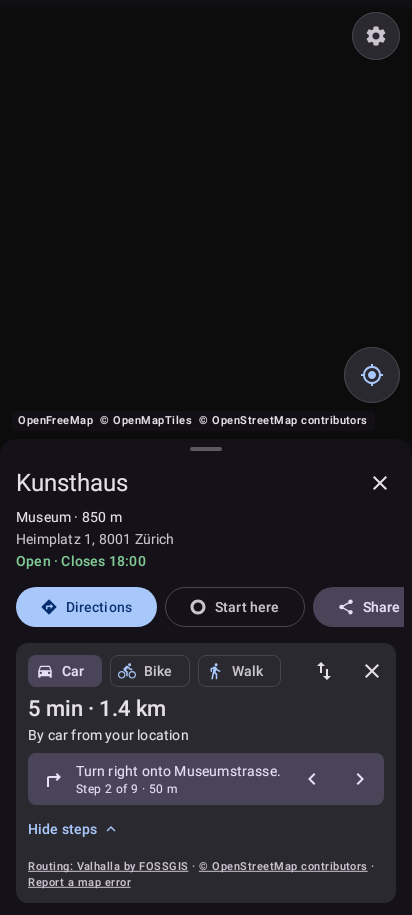 OpenFreeMap © OpenMapTiles © OpenStreetMap contributors
Kunsthaus
Museum · 850 m
Heimplatz 1, 8001 Zürich
Open · Closes 18:00
Directions
Start here
Share
Car
Bike
Walk
5 min · 1.4 km
By car from your location
Turn right onto Museumstrasse.
Step 2 of 9 · 50 m
Hide steps
Routing: Valhalla by FOSSGIS · © OpenStreetMap contributors ·
Report a map error